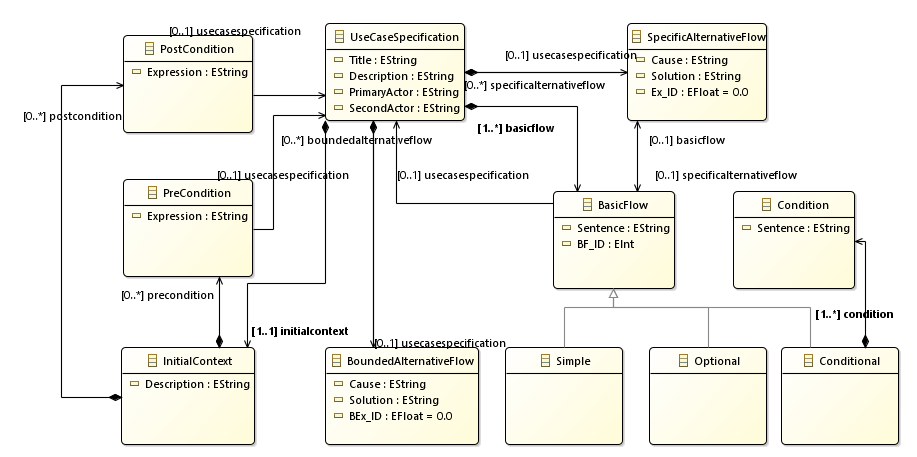 [0..1] usecasespecification
PostCondition
Expression : EString
UseCaseSpecification
Title : EString
Description : EString
PrimaryActor : EString
SecondActor : EString
[0..1] usecasespecification
[0..*] specificalternativeflow
SpecificAlternativeFlow
Cause : EString
Solution : EString
Ex_ID : EFloat = 0.0
[0..*] postcondition
[1..*] basicflow
[0..*] boundedalternativeflow
[0..1] basicflow
[0..1] usecasespecification
[0..1] usecasespecification
[0..1] specificalternativeflow
PreCondition
Expression : EString
BasicFlow
Sentence : EString
BF_ID : EInt
Condition
Sentence : EString
[0..*] precondition
[1..1] initialcontext
[1..*] condition
[0..1] usecasespecification
InitialContext
Description : EString
BoundedAlternativeFlow
Cause : EString
Solution : EString
BEx_ID : EFloat = 0.0
Simple
Optional
Conditional